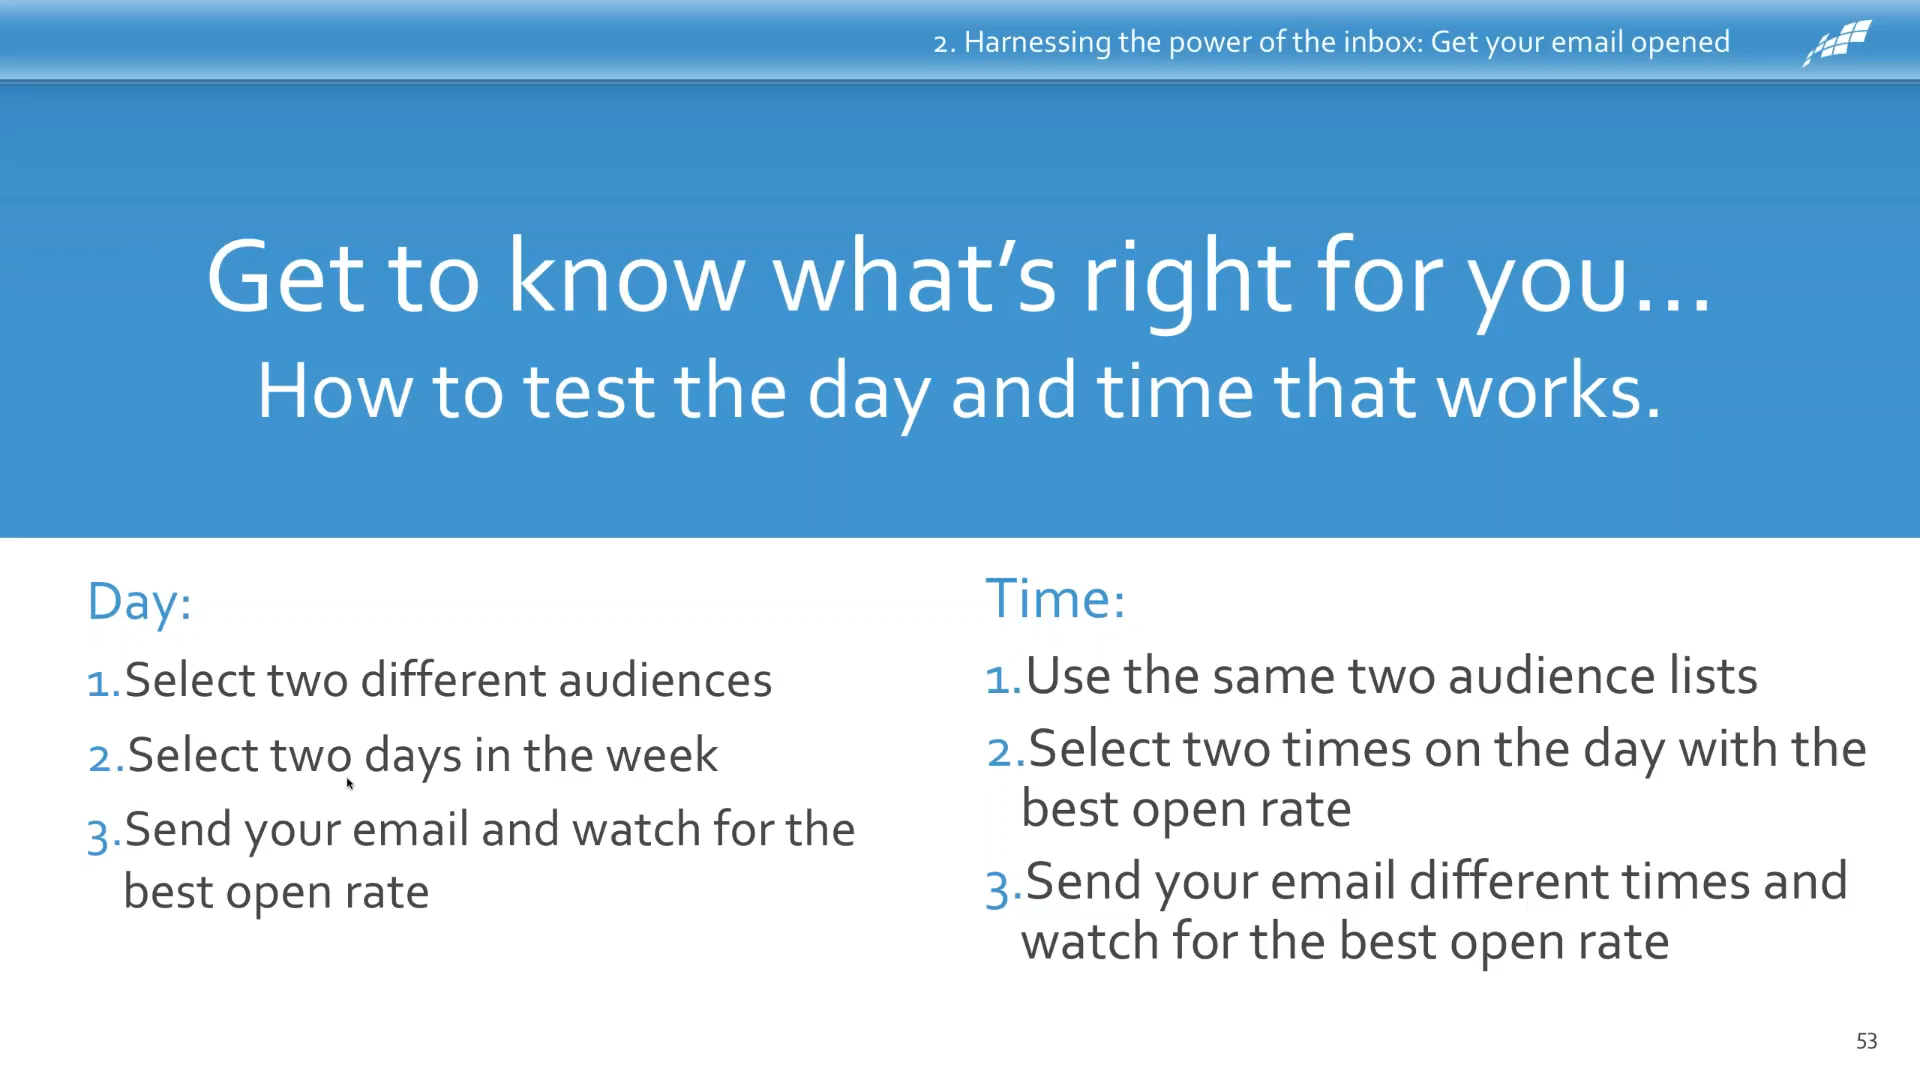 2. Harnessing the power of the inbox: Get your email opened
Get to know what's right for you...
How to test the day and time that works.
Day:
1.Select two different audiences
2.Select two days in the week
3.Send your email and watch for the
best open rate
Time:
1.Use the same two audience lists
2.Select two times on the day with the
best open rate
3.Send your email different times and
watch for the best open rate
53